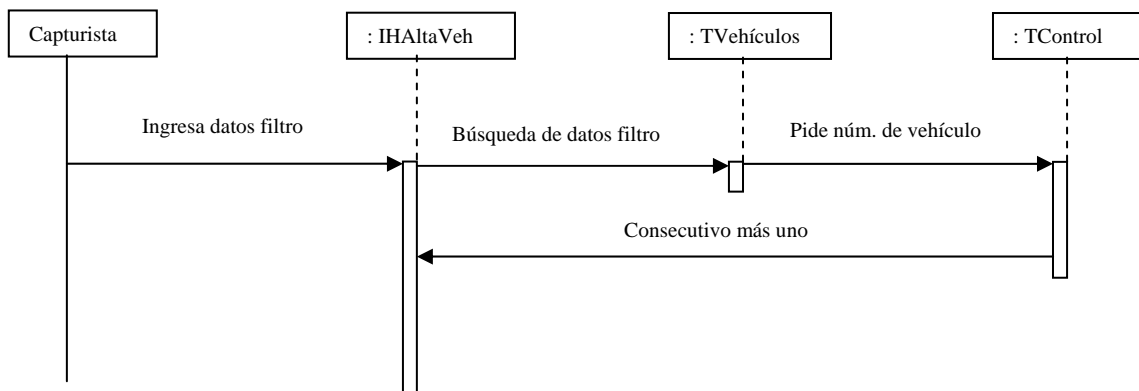 Capturista
: IHAltaVeh
: TVehículos
: TControl
Ingresa datos filtro
Búsqueda de datos filtro
Pide núm. de vehículo
Consecutivo más uno